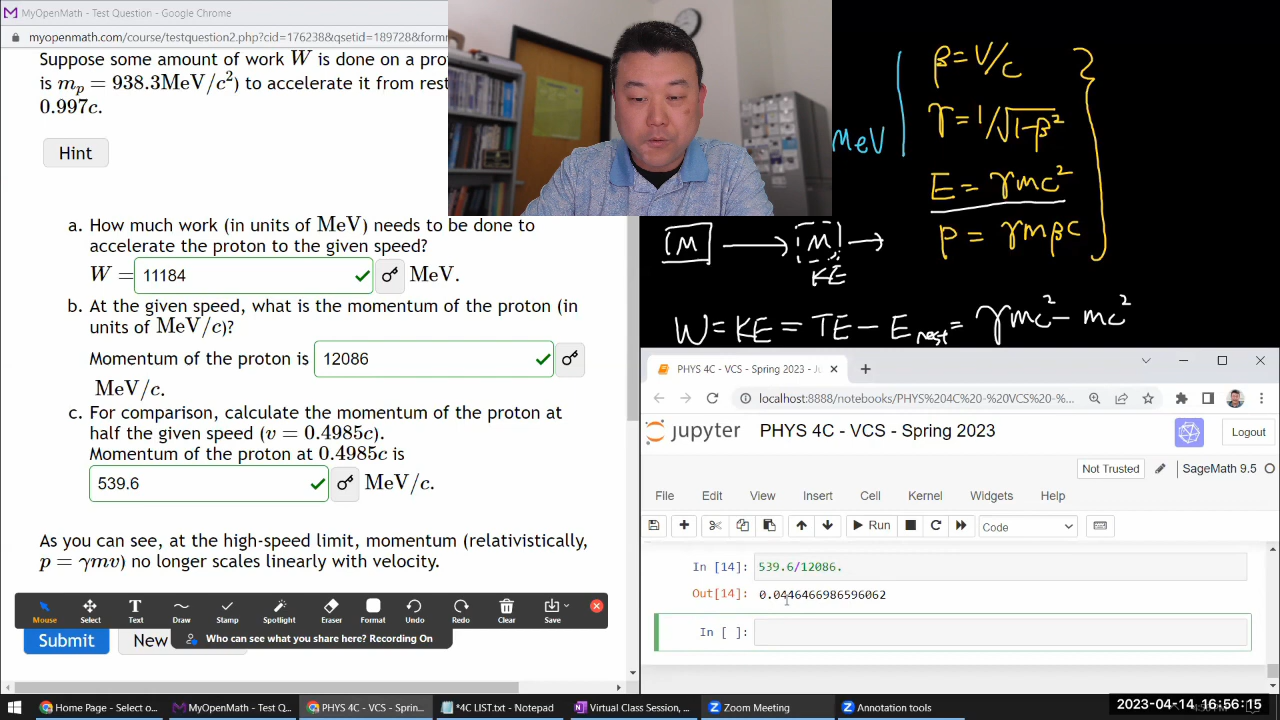 MyOpenMath - Test Question - Google Chrome
myopenmath.com/course/testquestion2.php?cid=176238&qsetid=189728&formn
Suppose some amount of work W is done on a pro
is m_p = 938.3MeV/c²) to accelerate it from rest
0.997c.
Hint
a. How much work (in units of MeV) needs to be done to
accelerate the proton to the given speed?
W = 11184 MeV.
b. At the given speed, what is the momentum of the proton (in
units of MeV/c)?
Momentum of the proton is 12086
MeV/c.
c. For comparison, calculate the momentum of the proton at
half the given speed (v = 0.4985c).
Momentum of the proton at 0.4985c is
539.6 MeV/c.
As you can see, at the high-speed limit, momentum (relativistically,
p = γmv) no longer scales linearly with velocity.
Mouse Select Text Draw Stamp Spotlight Eraser Format Undo Redo Clear Save
Who can see what you share here? Recording On
Submit New
MeV
β = V/c
γ = 1/√1-β²
E = γmc²
p = γmβc
M M
KE
W = KE = TE - E rest = γmc² - mc²
PHYS 4C - VCS - Spring 2023 - Ju
localhost:8888/notebooks/PHYS%204C%20-%20VCS%20-%...
jupyter PHYS 4C - VCS - Spring 2023
Logout
Not Trusted SageMath 9.5
File Edit View Insert Cell Kernel Widgets Help
Run Code
In [14]: 539.6/12086.
Out[14]: 0.0446466986596062
In [ ]:
Home Page - Select o... MyOpenMath - Test Q... PHYS 4C - VCS - Sprin... *4C LIST.txt - Notepad Virtual Class Session, ... Zoom Meeting Annotation tools
2023-04-14 16:56:15